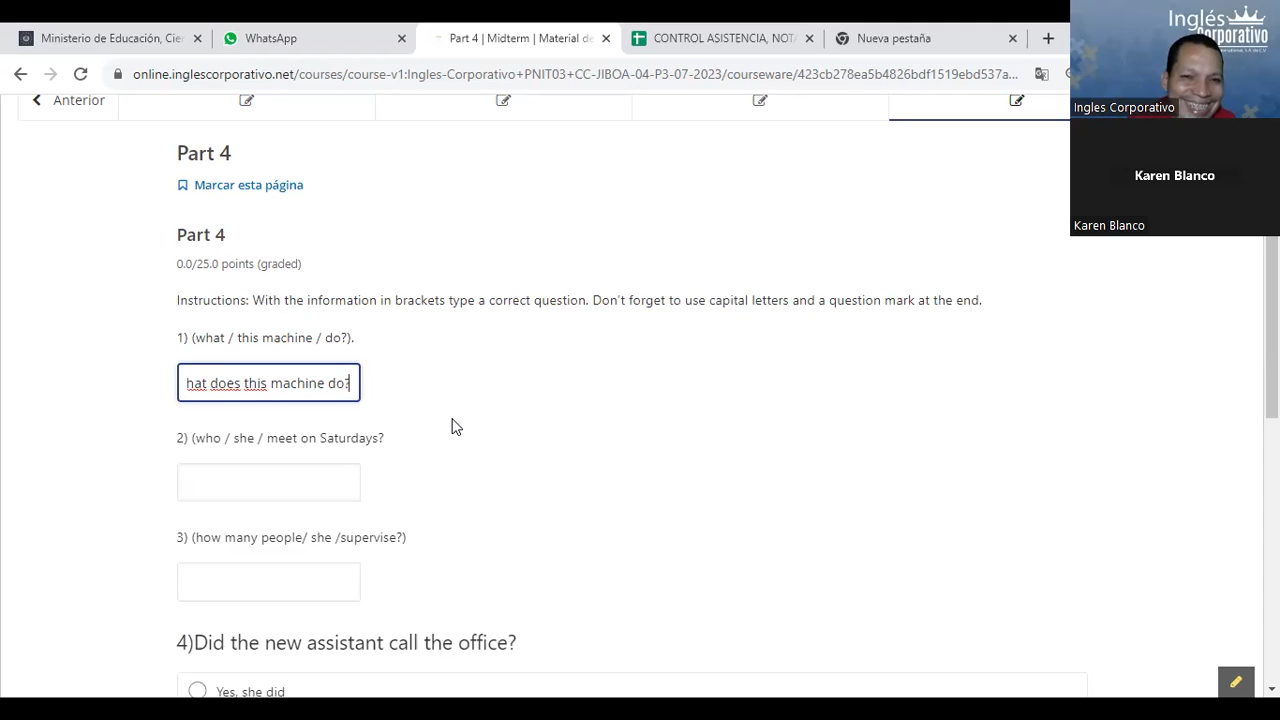 Ministerio de Educación, Cien
WhatsApp
Part 4 | Midterm | Material de
CONTROL ASISTENCIA, NOTA
Nueva pestaña
online.inglescorporativo.net/courses/course-v1:Ingles-Corporativo+PNIT03+CC-JIBOA-04-P3-07-2023/courseware/423cb278ea5b4826bdf1519ebd537a...
Inglés
Corporativo
Ingles Corporativo
Karen Blanco
Karen Blanco
Anterior
Part 4
Marcar esta página
Part 4
0.0/25.0 points (graded)
Instructions: With the information in brackets type a correct question. Don't forget to use capital letters and a question mark at the end.
1) (what / this machine / do?).
hat does this machine do?
2) (who / she / meet on Saturdays?
3) (how many people/ she /supervise?)
4)Did the new assistant call the office?
Yes, she did